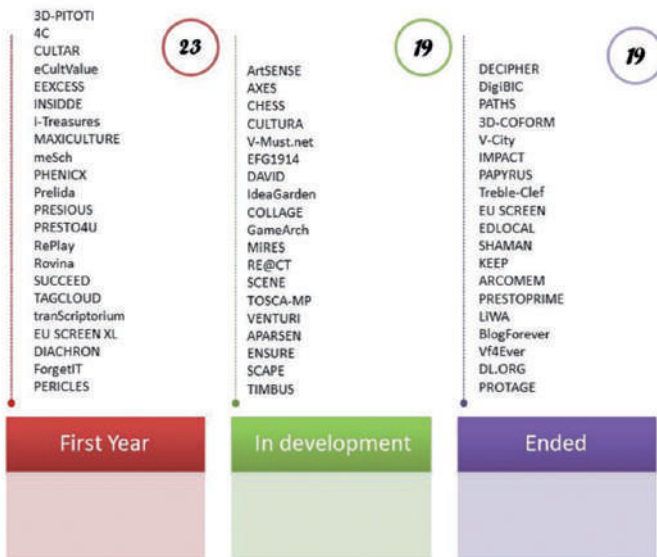 3D-PITOTI
4C
CULTAR
eCultValue
EEXCESS
INSIDDE
i-Treasures
MAXICULTURE
meSch
PHENICX
Prelida
PRESIOUS
PRESTO4U
RePlay
Rovina
SUCCEED
TAGCLOUD
tranScriptorium
EU SCREEN XL
DIACHRON
ForgetIT
PERICLES
23
First Year
ArtSENSE
AXES
CHESS
CULTURA
V-Must.net
EFG1914
DAVID
IdeaGarden
COLLAGE
GameArch
MIRES
RE@CT
SCENE
TOSCA-MP
VENTURI
APARSEN
ENSURE
SCAPE
TIMBUS
19
In development
DECIPHER
DigiBIC
PATHS
3D-COFORM
V-City
IMPACT
PAPYRUS
Treble-Clef
EU SCREEN
EDLOCAL
SHAMAN
KEEP
ARCOMEM
PRESTOPRIME
LiWA
BlogForever
Vf4Ever
DL.ORG
PROTAGE
19
Ended